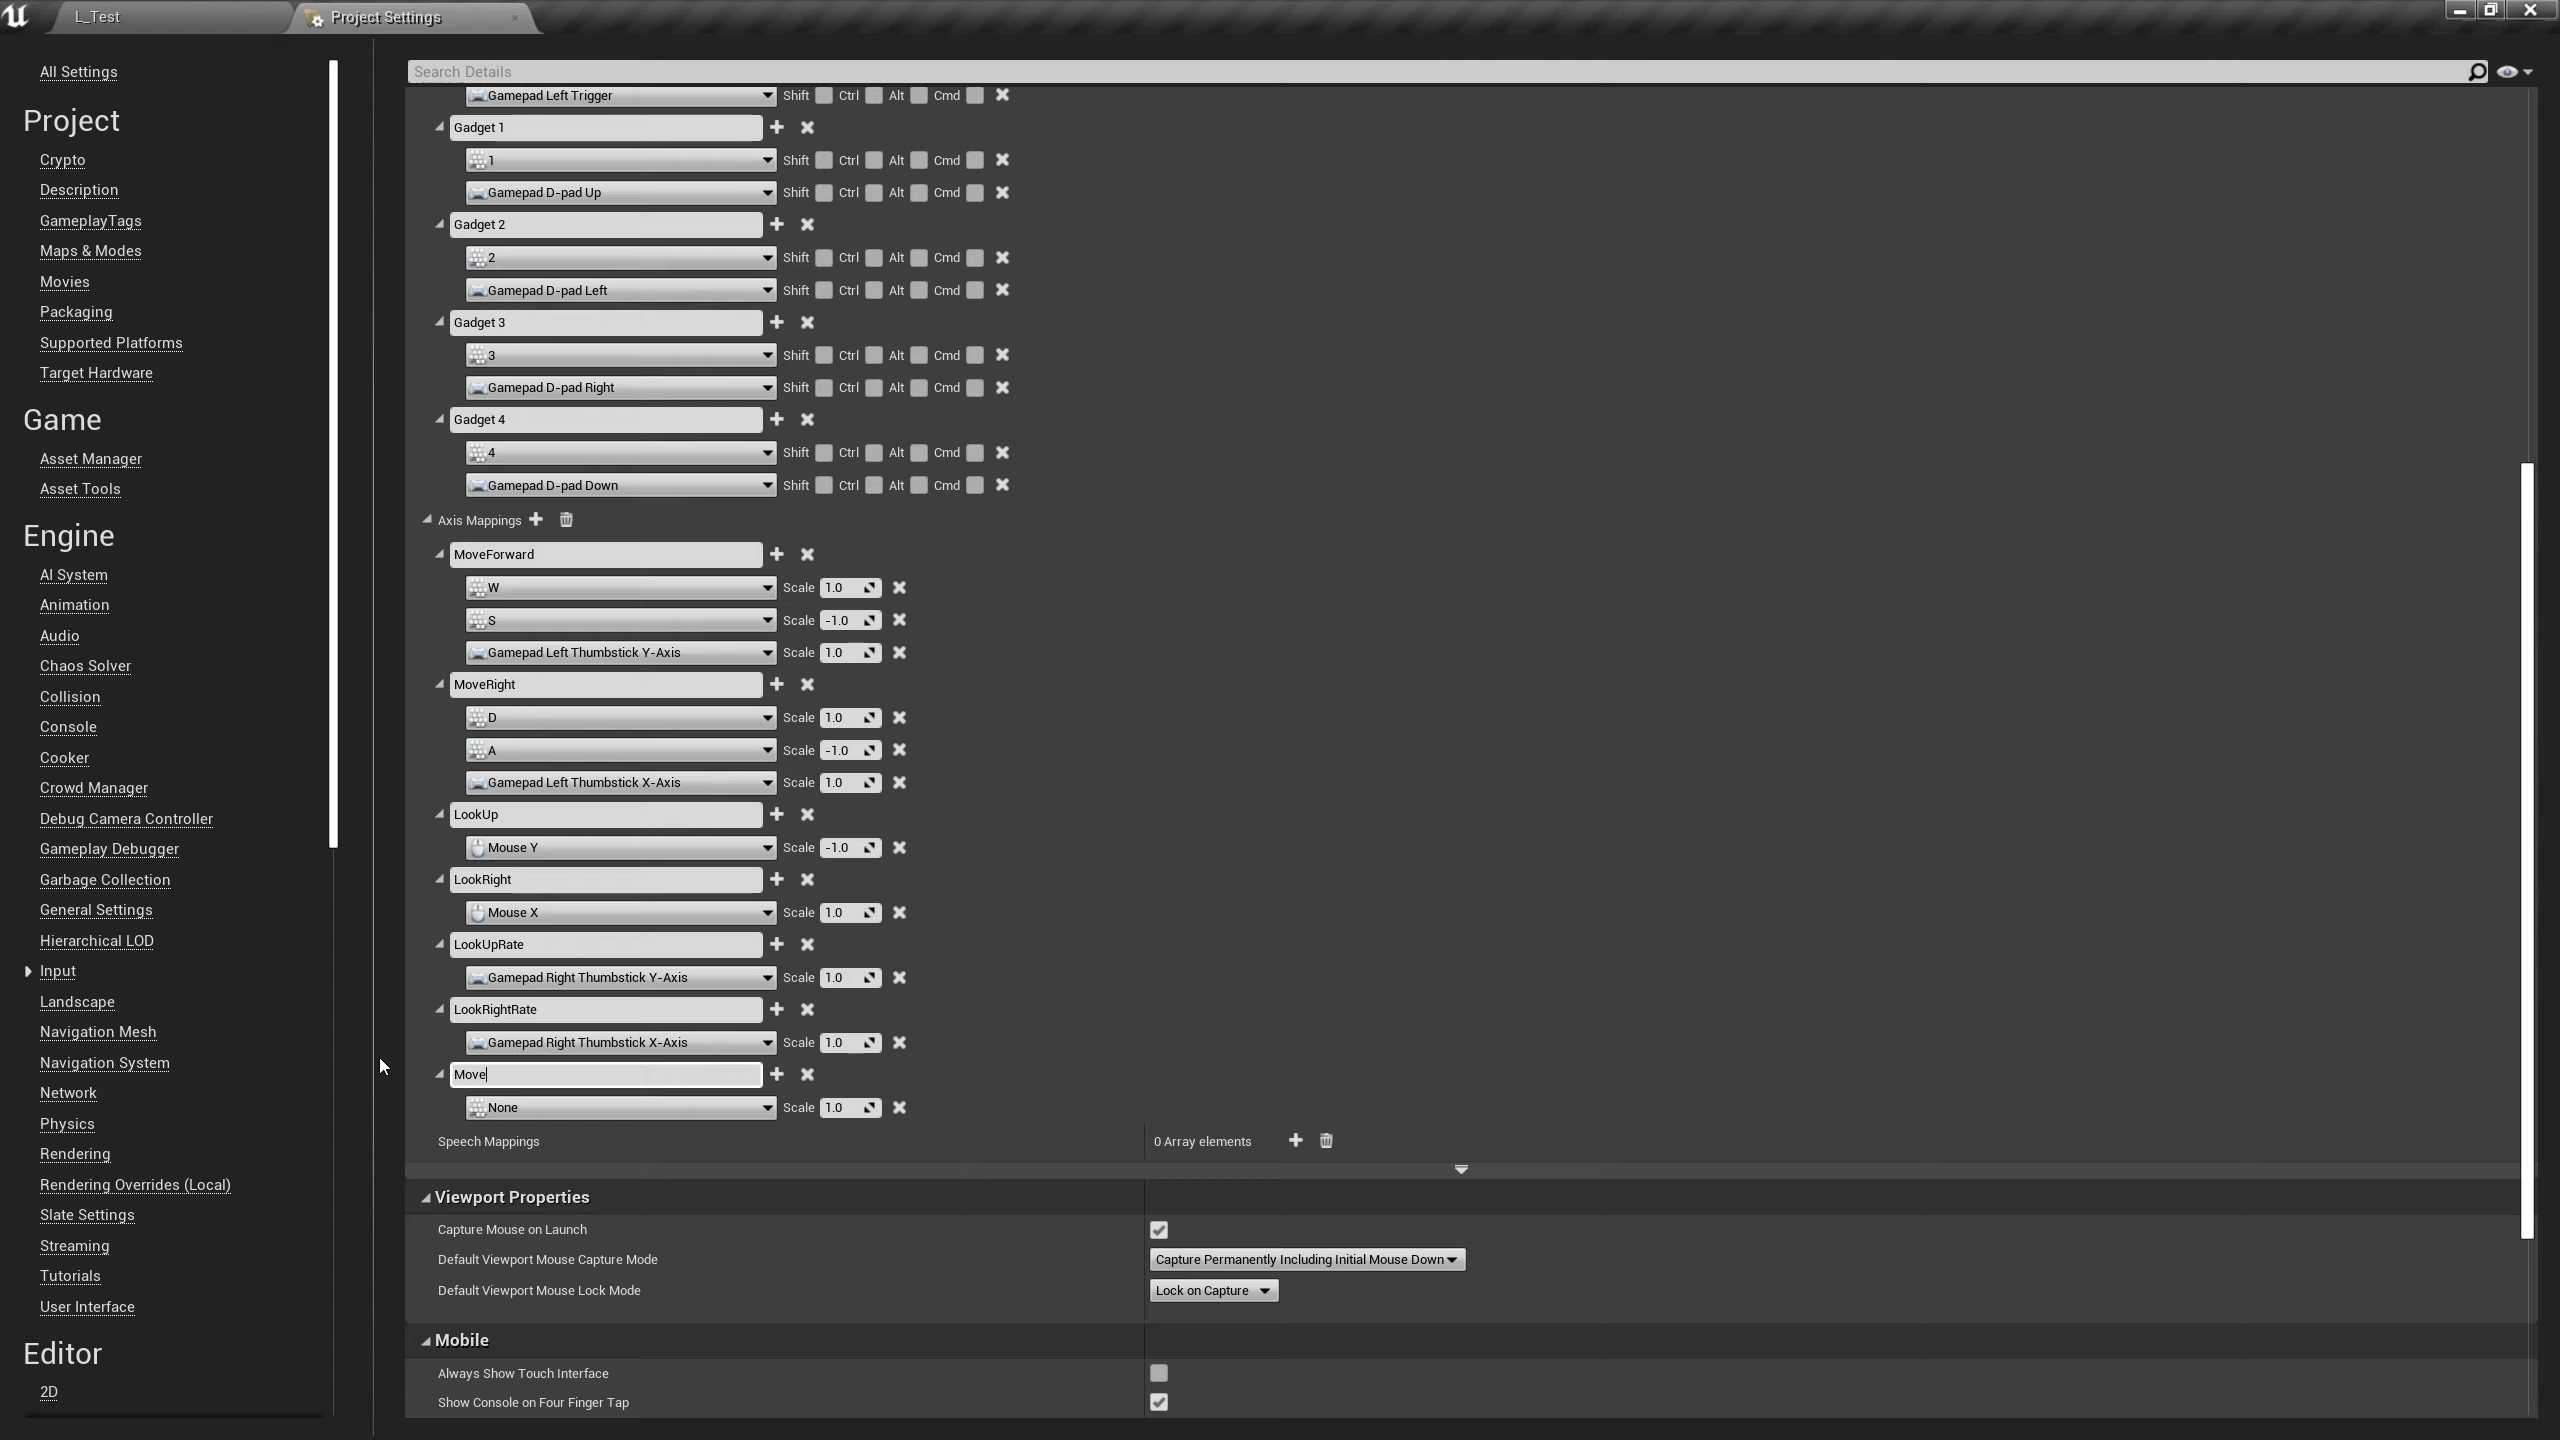 L_Test
Project Settings
All Settings
Project
Crypto
Description
GameplayTags
Maps & Modes
Movies
Packaging
Supported Platforms
Target Hardware
Game
Asset Manager
Asset Tools
Engine
AI System
Animation
Audio
Chaos Solver
Collision
Console
Cooker
Crowd Manager
Debug Camera Controller
Gameplay Debugger
Garbage Collection
General Settings
Hierarchical LOD
Input
Landscape
Navigation Mesh
Navigation System
Network
Physics
Rendering
Rendering Overrides (Local)
Slate Settings
Streaming
Tutorials
User Interface
Editor
2D
Search Details
Gamepad Left Trigger Shift Ctrl Alt Cmd
Gadget 1
1 Shift Ctrl Alt Cmd
Gamepad D-pad Up Shift Ctrl Alt Cmd
Gadget 2
2 Shift Ctrl Alt Cmd
Gamepad D-pad Left Shift Ctrl Alt Cmd
Gadget 3
3 Shift Ctrl Alt Cmd
Gamepad D-pad Right Shift Ctrl Alt Cmd
Gadget 4
4 Shift Ctrl Alt Cmd
Gamepad D-pad Down Shift Ctrl Alt Cmd
Axis Mappings
MoveForward
W Scale 1.0
S Scale -1.0
Gamepad Left Thumbstick Y-Axis Scale 1.0
MoveRight
D Scale 1.0
A Scale -1.0
Gamepad Left Thumbstick X-Axis Scale 1.0
LookUp
Mouse Y Scale -1.0
LookRight
Mouse X Scale 1.0
LookUpRate
Gamepad Right Thumbstick Y-Axis Scale 1.0
LookRightRate
Gamepad Right Thumbstick X-Axis Scale 1.0
Move
None Scale 1.0
Speech Mappings 0 Array elements
Viewport Properties
Capture Mouse on Launch
Default Viewport Mouse Capture Mode Capture Permanently Including Initial Mouse Down
Default Viewport Mouse Lock Mode Lock on Capture
Mobile
Always Show Touch Interface
Show Console on Four Finger Tap